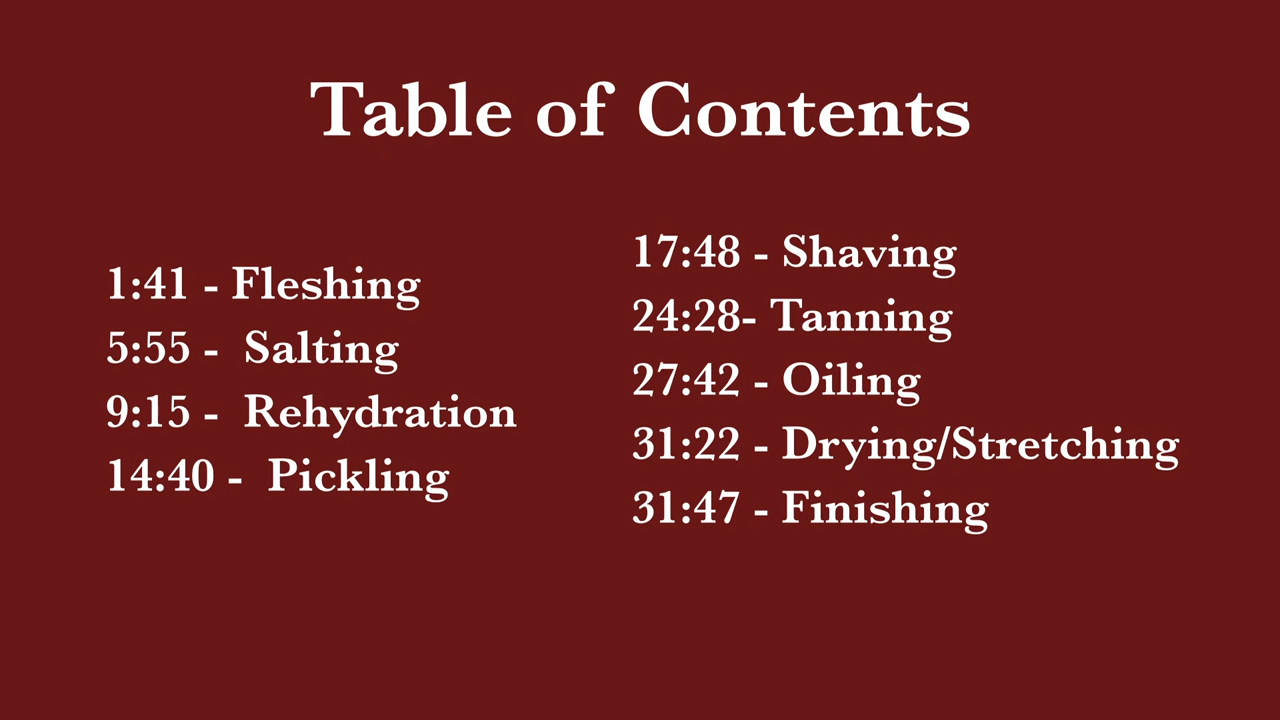 Table of Contents
1:41 - Fleshing
5:55 -  Salting
9:15 -  Rehydration
14:40 -  Pickling
17:48 - Shaving
24:28- Tanning
27:42 - Oiling
31:22 - Drying/Stretching
31:47 - Finishing